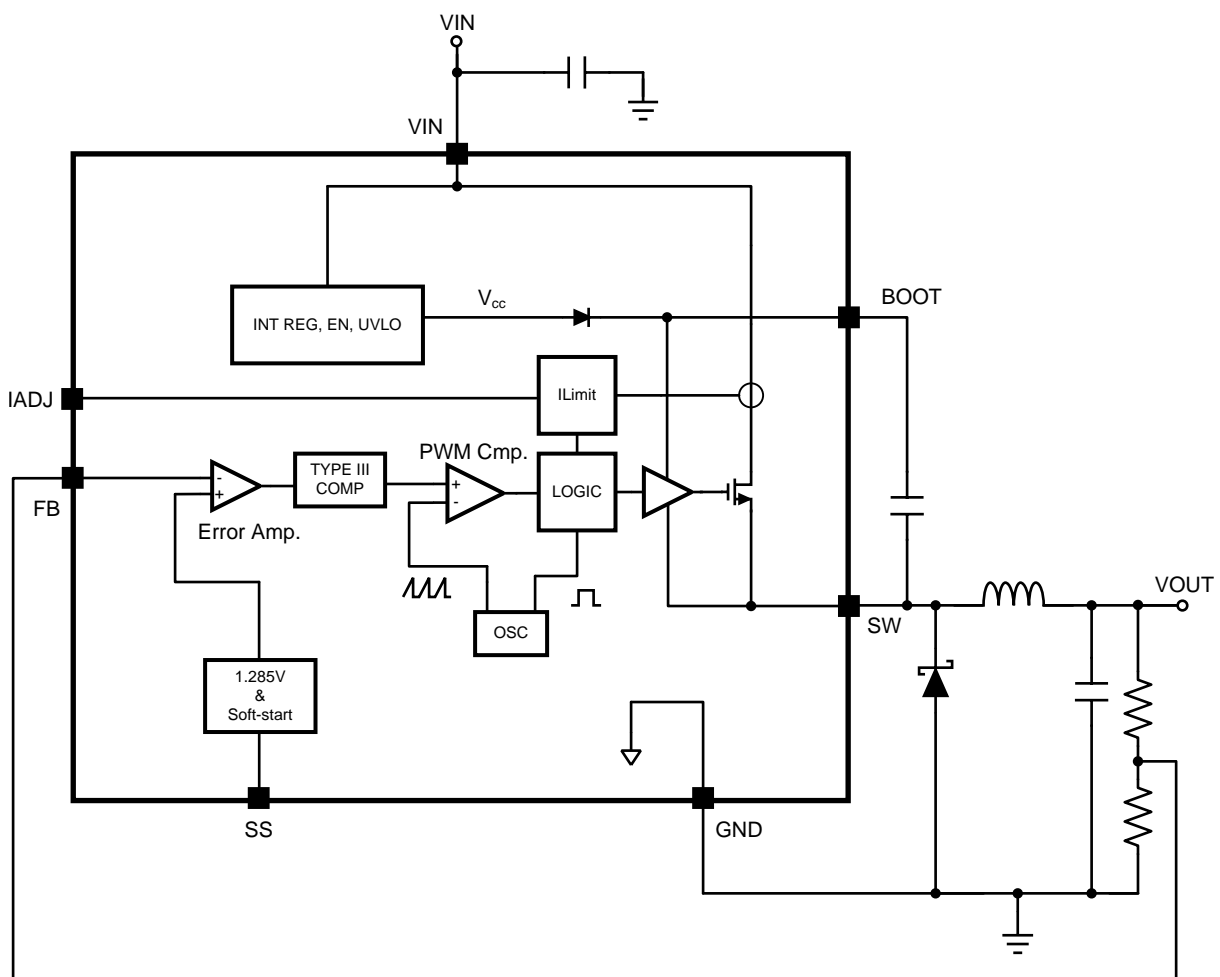 VIN
VIN
INT REG, EN, UVLO
Vcc
BOOT
IADJ
ILimit
FB
-
+
Error Amp.
TYPE III
COMP
PWM Cmp.
+
-
LOGIC
OSC
SW
VOUT
1.285V
&
Soft-start
SS
GND